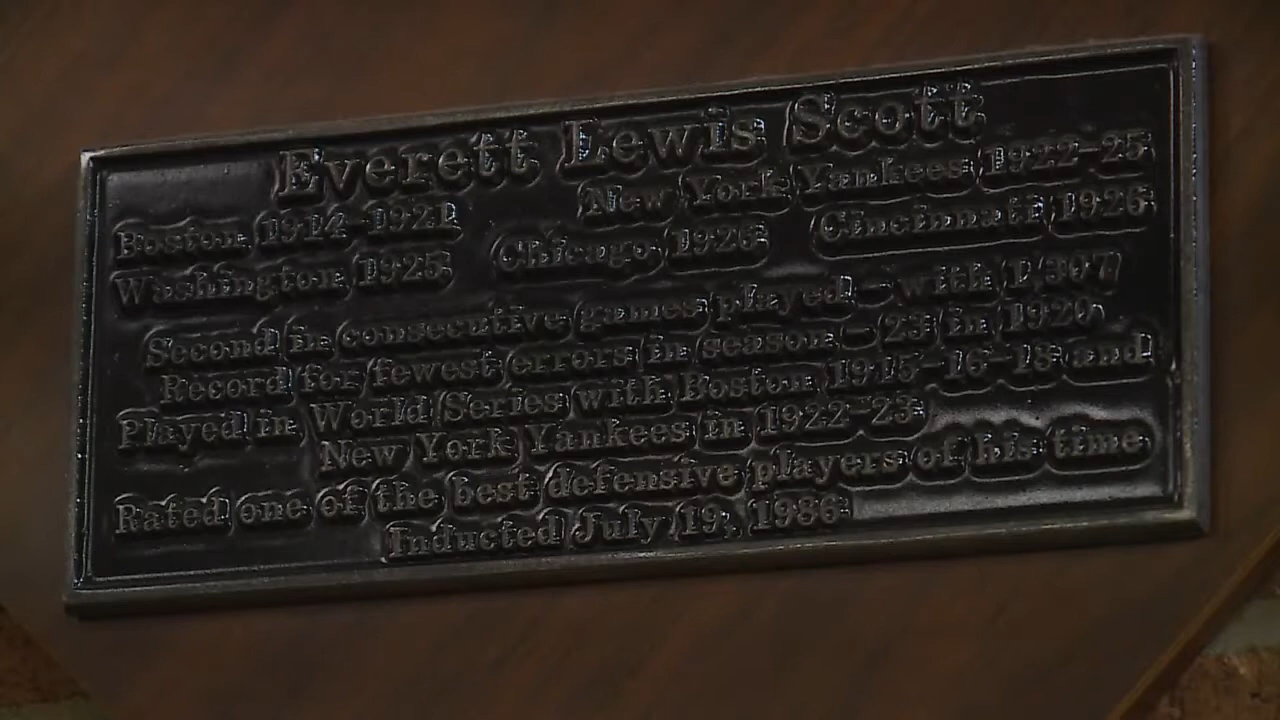 Everett Lewis Scott
Boston 1914-1921 New York Yankees 1922-25
Washington 1925 Chicago 1926 Cincinnati 1926
Second in consecutive games played - with 1,307
Record for fewest errors in season - 23 in 1920
Played in World Series with Boston 1915-16-18 and
New York Yankees in 1922-23
Rated one of the best defensive players of his time
Inducted July 19, 1986